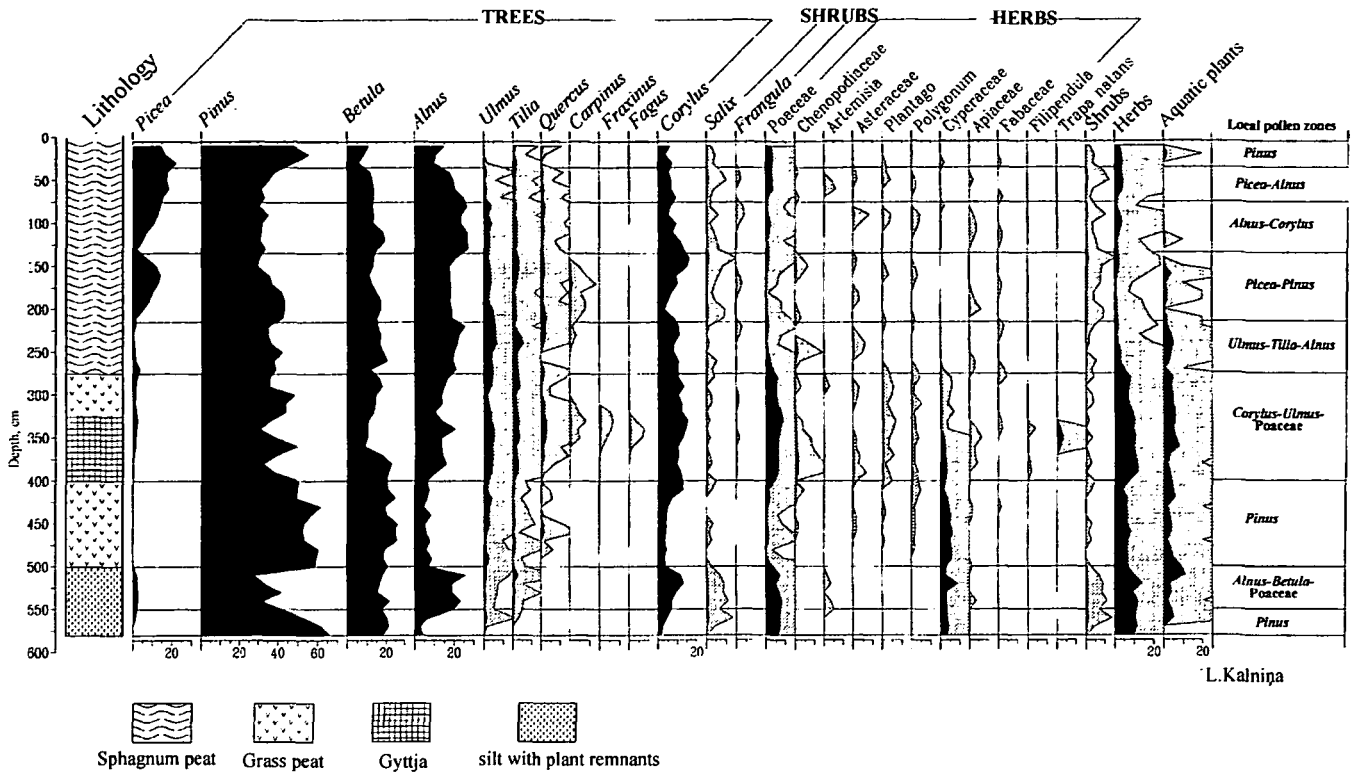 TREES
SHRUBS
HERBS
Lithology
Picea
Pinus
Betula
Alnus
Ulmus
Tilia
Quercus
Carpinus
Fraxinus
Fagus
Corylus
Salix
Frangula
Poaceae
Chenopodiaceae
Artemisia
Asteraceae
Plantago
Polygonum
Cyperaceae
Apiaceae
Fabaceae
Filipendula
Trapa natans
Shrubs
Herbs
Aquatic plants
Local pollen zones
Depth, cm
0
50
100
150
200
250
300
350
400
450
500
550
600
Pinus
Picea-Alnus
Alnus-Corylus
Picea-Pinus
Ulmus-Tilia-Alnus
Corylus-Ulmus-
Poaceae
Pinus
Alnus-Betula-
Poaceae
Pinus
20 20 40 60 20 20 20 20 20
L.Kalniņa
Sphagnum peat
Grass peat
Gyttja
silt with plant remnants